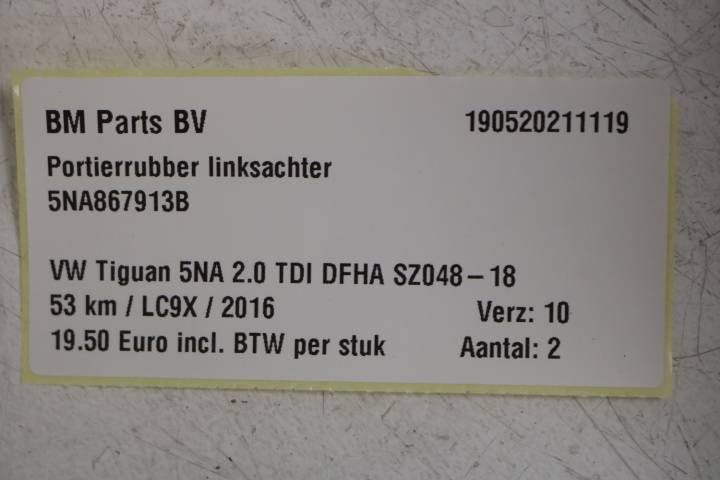 BM Parts BV 190520211119
Portierrubber linksachter
5NA867913B
VW Tiguan 5NA 2.0 TDI DFHA SZ048-18
53 km / LC9X / 2016 Verz: 10
19.50 Euro incl. BTW per stuk Aantal: 2